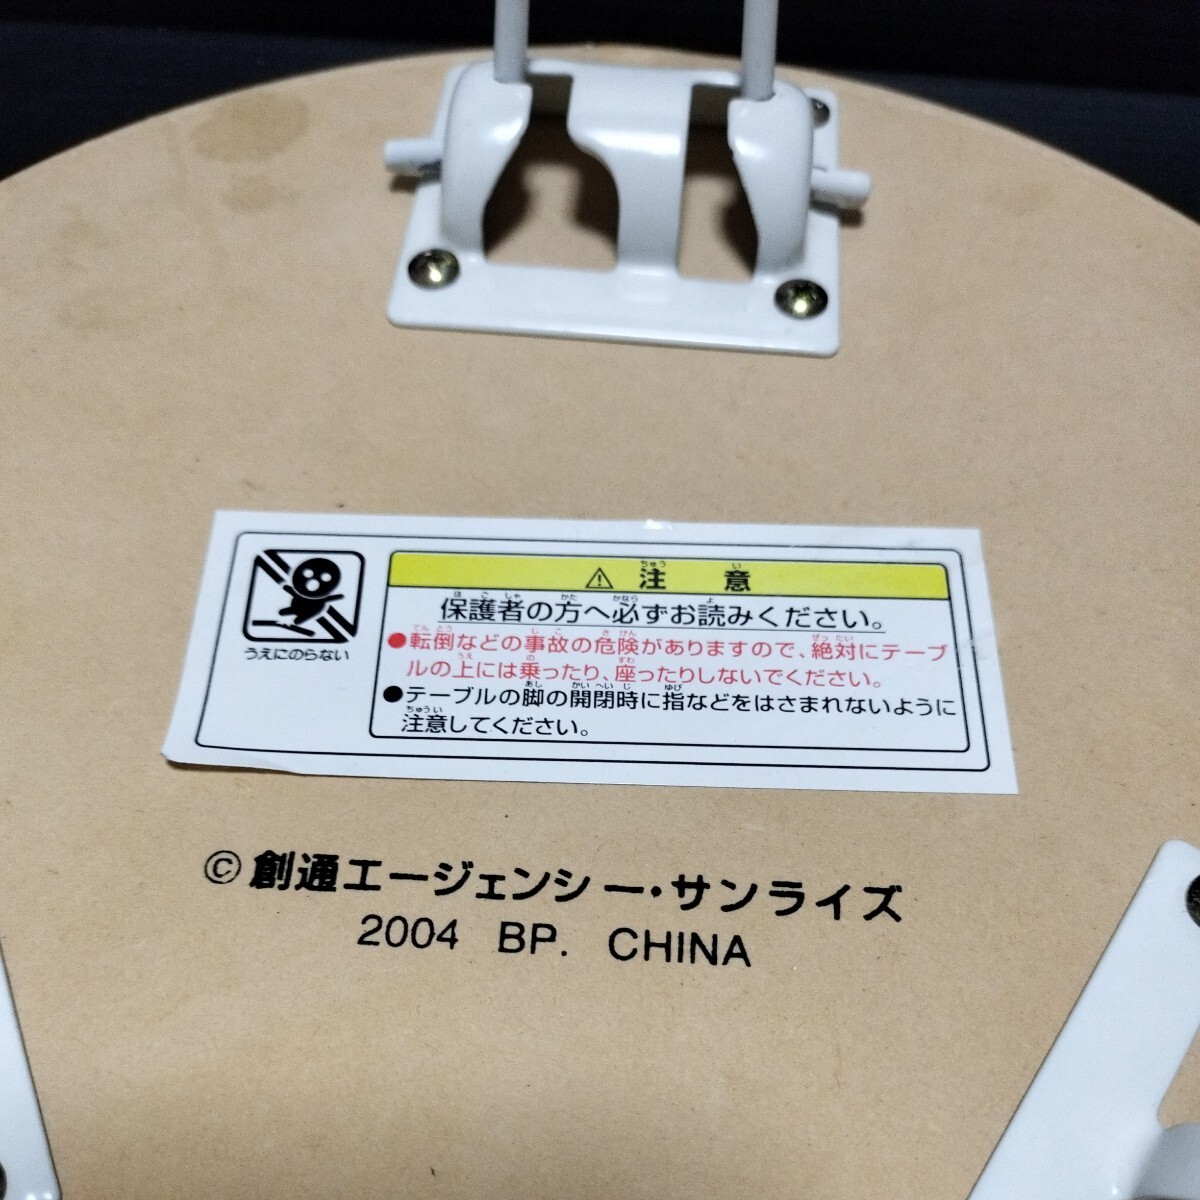 うえにのらない
⚠ 注意
保護者の方へ必ずお読みください。
●転倒などの事故の危険がありますので、絶対にテーブ
ルの上には乗ったり、座ったりしないでください。
●テーブルの脚の開閉時に指などをはさまれないように
注意してください。
©創通エージェンシー・サンライズ
2004 BP. CHINA